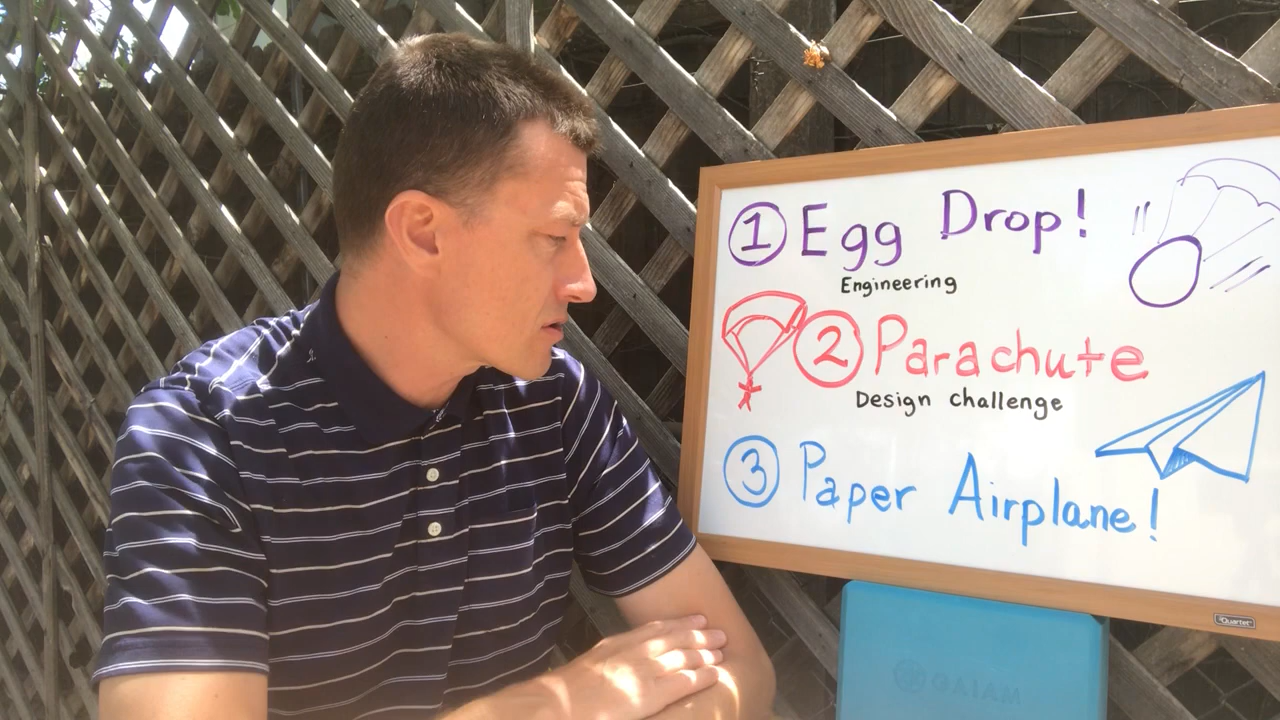 1 Egg Drop!
Engineering
2 Parachute
Design challenge
3 Paper Airplane!
Quartet
GAIAM